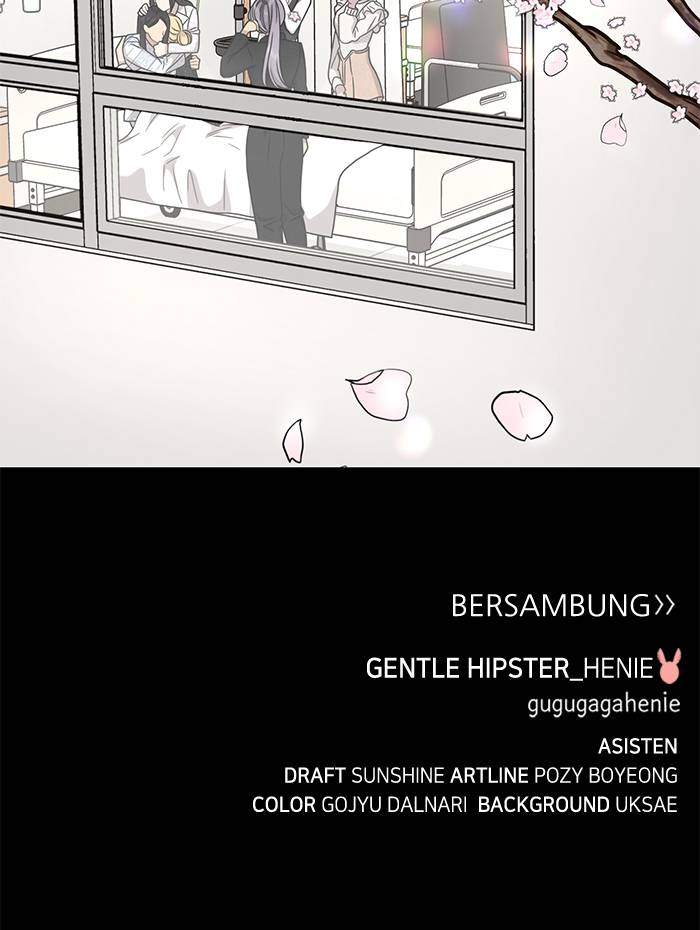 BERSAMBUNG>>
GENTLE HIPSTER_HENIE
gugugagahenie
ASISTEN
DRAFT SUNSHINE ARTLINE POZY BOYEONG
COLOR GOJYU DALNARI BACKGROUND UKSAE